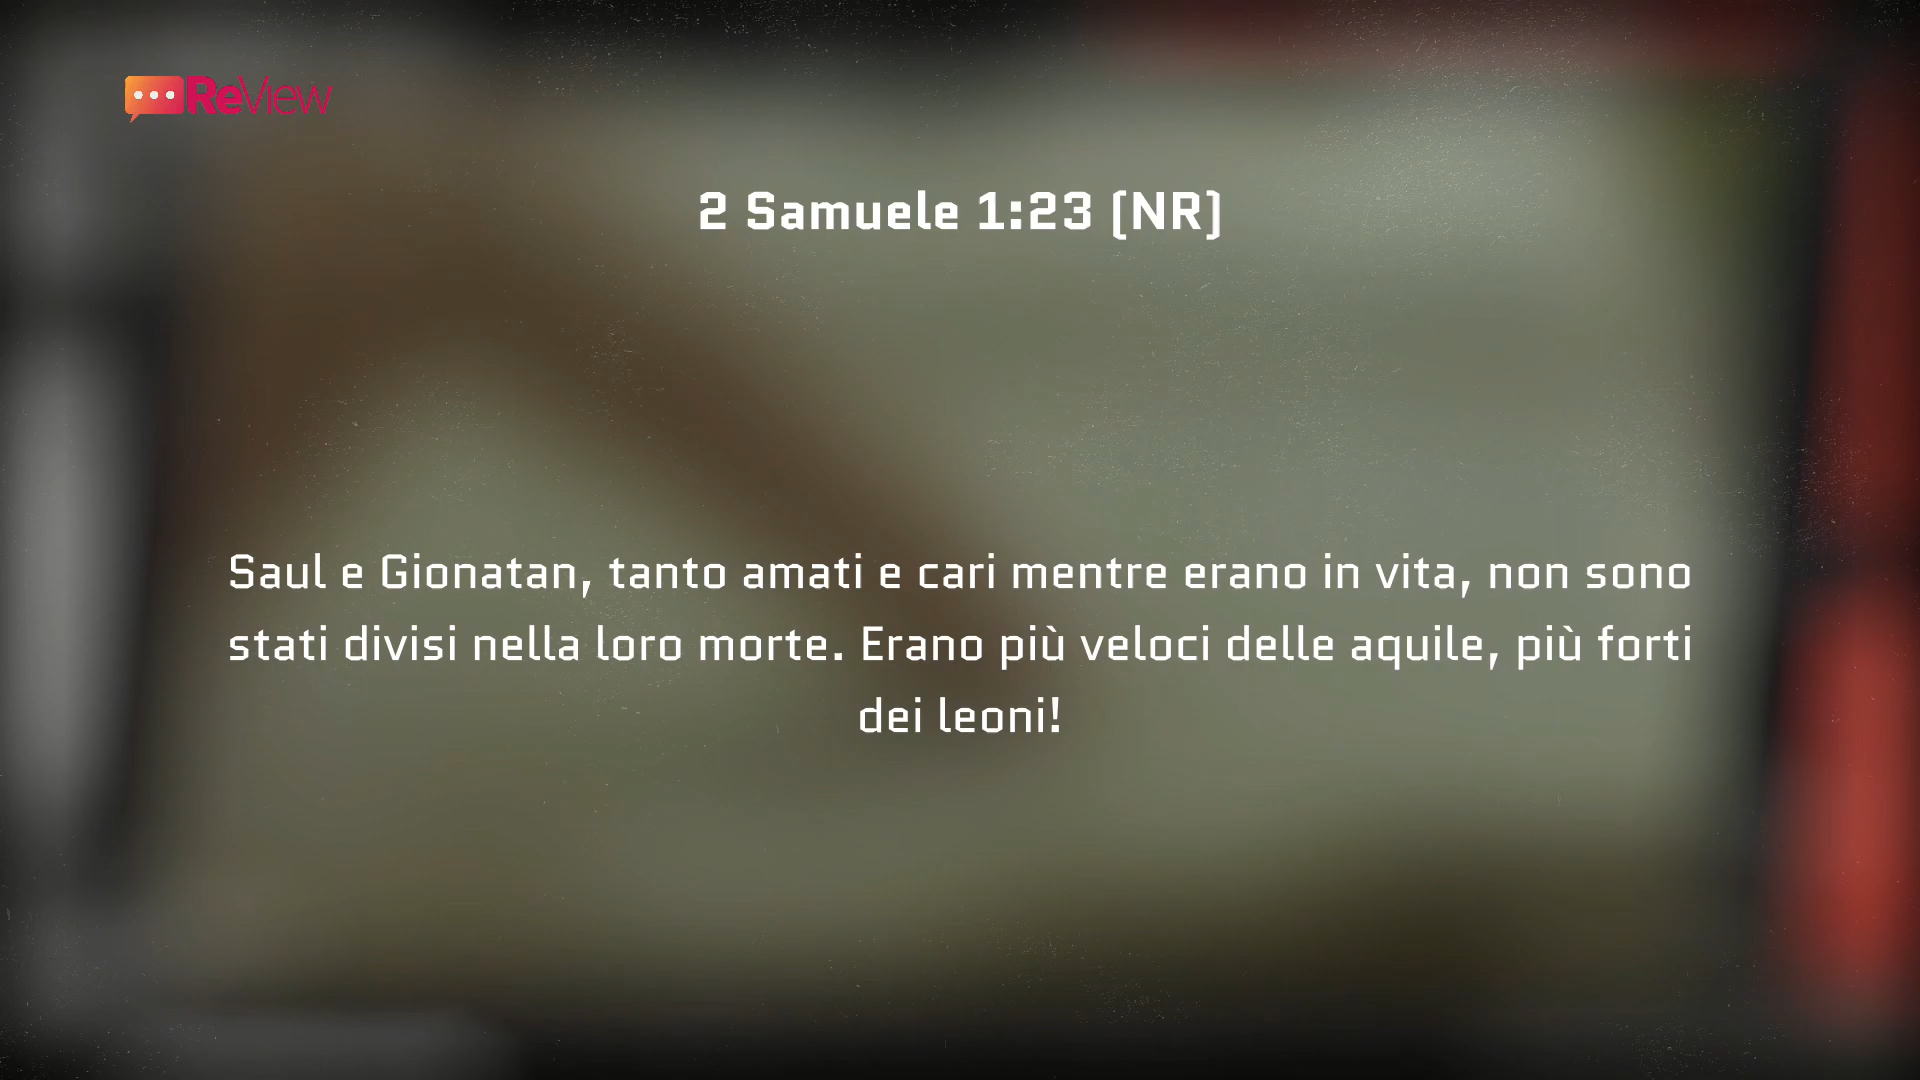 ReView
2 Samuele 1:23 (NR)
Saul e Gionatan, tanto amati e cari mentre erano in vita, non sono
stati divisi nella loro morte. Erano più veloci delle aquile, più forti
dei leoni!